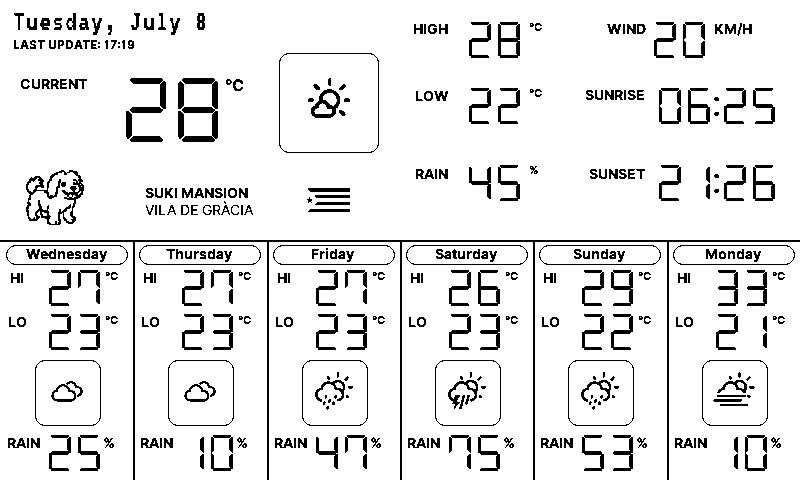 Tuesday, July 8
LAST UPDATE: 17:19
CURRENT 28 °C
HIGH 28 °C
WIND 20 KM/H
LOW 22 °C
SUNRISE 06:25
RAIN 45 %
SUNSET 21:26
SUKI MANSION
VILA DE GRÀCIA
Wednesday
HI 27 °C
LO 23 °C
RAIN 25 %
Thursday
HI 27 °C
LO 23 °C
RAIN 10 %
Friday
HI 27 °C
LO 23 °C
RAIN 47 %
Saturday
HI 26 °C
LO 23 °C
RAIN 75 %
Sunday
HI 29 °C
LO 22 °C
RAIN 53 %
Monday
HI 33 °C
LO 21 °C
RAIN 10 %